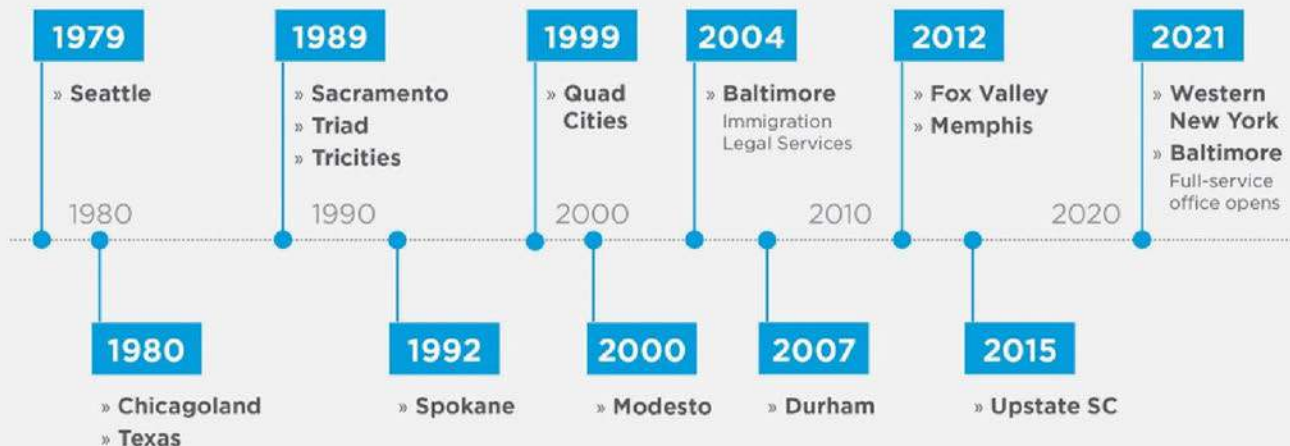 1979
» Seattle
1989
» Sacramento
» Triad
» Tricities
1999
» Quad
Cities
2004
» Baltimore
Immigration
Legal Services
2012
» Fox Valley
» Memphis
2021
» Western
New York
» Baltimore
Full-service
office opens
1980
1990
2000
2010
2020
1980
» Chicagoland
» Texas
1992
» Spokane
2000
» Modesto
2007
» Durham
2015
» Upstate SC